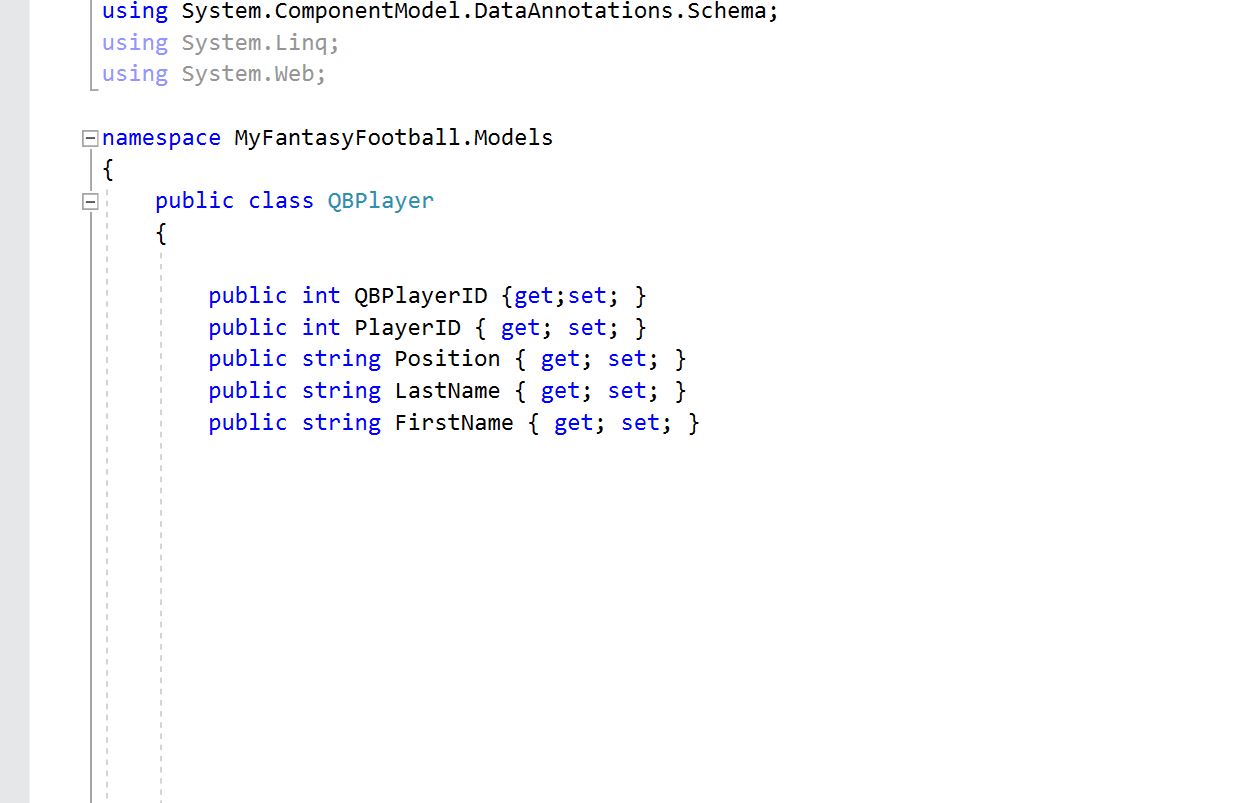 using System.ComponentModel.DataAnnotations.Schema;
using System.Linq;
using System.Web;
namespace MyFantasyFootball.Models
{
public class QBPlayer
{
public int QBPlayerID {get;set; }
public int PlayerID { get; set; }
public string Position { get; set; }
public string LastName { get; set; }
public string FirstName { get; set; }